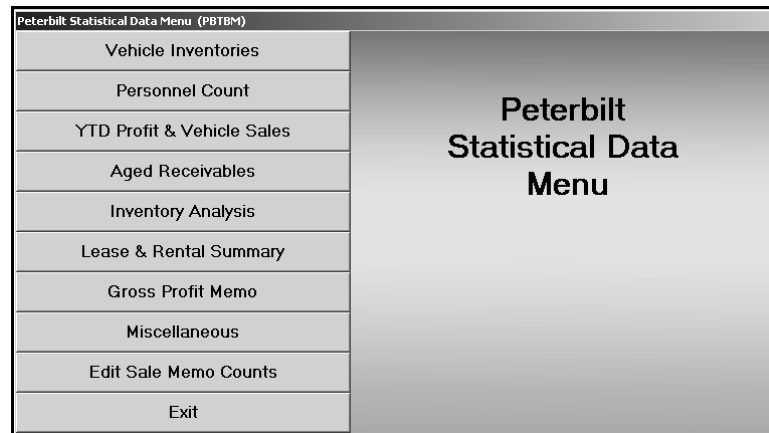 Peterbilt Statistical Data Menu (PBTBM)
Vehicle Inventories
Personnel Count
YTD Profit & Vehicle Sales
Aged Receivables
Inventory Analysis
Lease & Rental Summary
Gross Profit Memo
Miscellaneous
Edit Sale Memo Counts
Exit
Peterbilt
Statistical Data
Menu